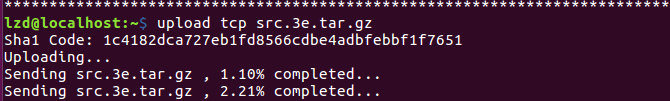 ********************************************************************************
lzd@localhost:~$ upload tcp src.3e.tar.gz
Sha1 Code: 1c4182dca727eb1fd8566cdbe4adbfebbf1f7651
Uploading...
Sending src.3e.tar.gz , 1.10% completed...
Sending src.3e.tar.gz , 2.21% completed...